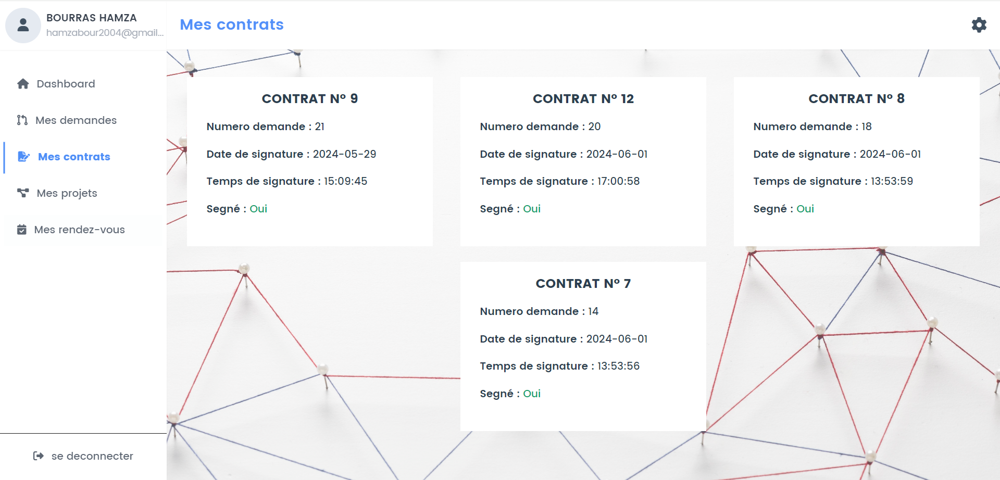 BOURRAS HAMZA
hamzabour2004@gmail...
Dashboard
Mes demandes
Mes contrats
Mes projets
Mes rendez-vous
se deconnecter
Mes contrats
CONTRAT N° 9
Numero demande : 21
Date de signature : 2024-05-29
Temps de signature : 15:09:45
Segné : Oui
CONTRAT N° 12
Numero demande : 20
Date de signature : 2024-06-01
Temps de signature : 17:00:58
Segné : Oui
CONTRAT N° 8
Numero demande : 18
Date de signature : 2024-06-01
Temps de signature : 13:53:59
Segné : Oui
CONTRAT N° 7
Numero demande : 14
Date de signature : 2024-06-01
Temps de signature : 13:53:56
Segné : Oui